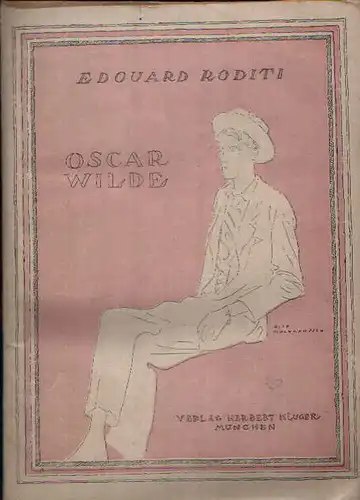 EDOUARD RODITI
OSCAR
WILDE
VERLAG HERBERT KLUGER
MÜNCHEN